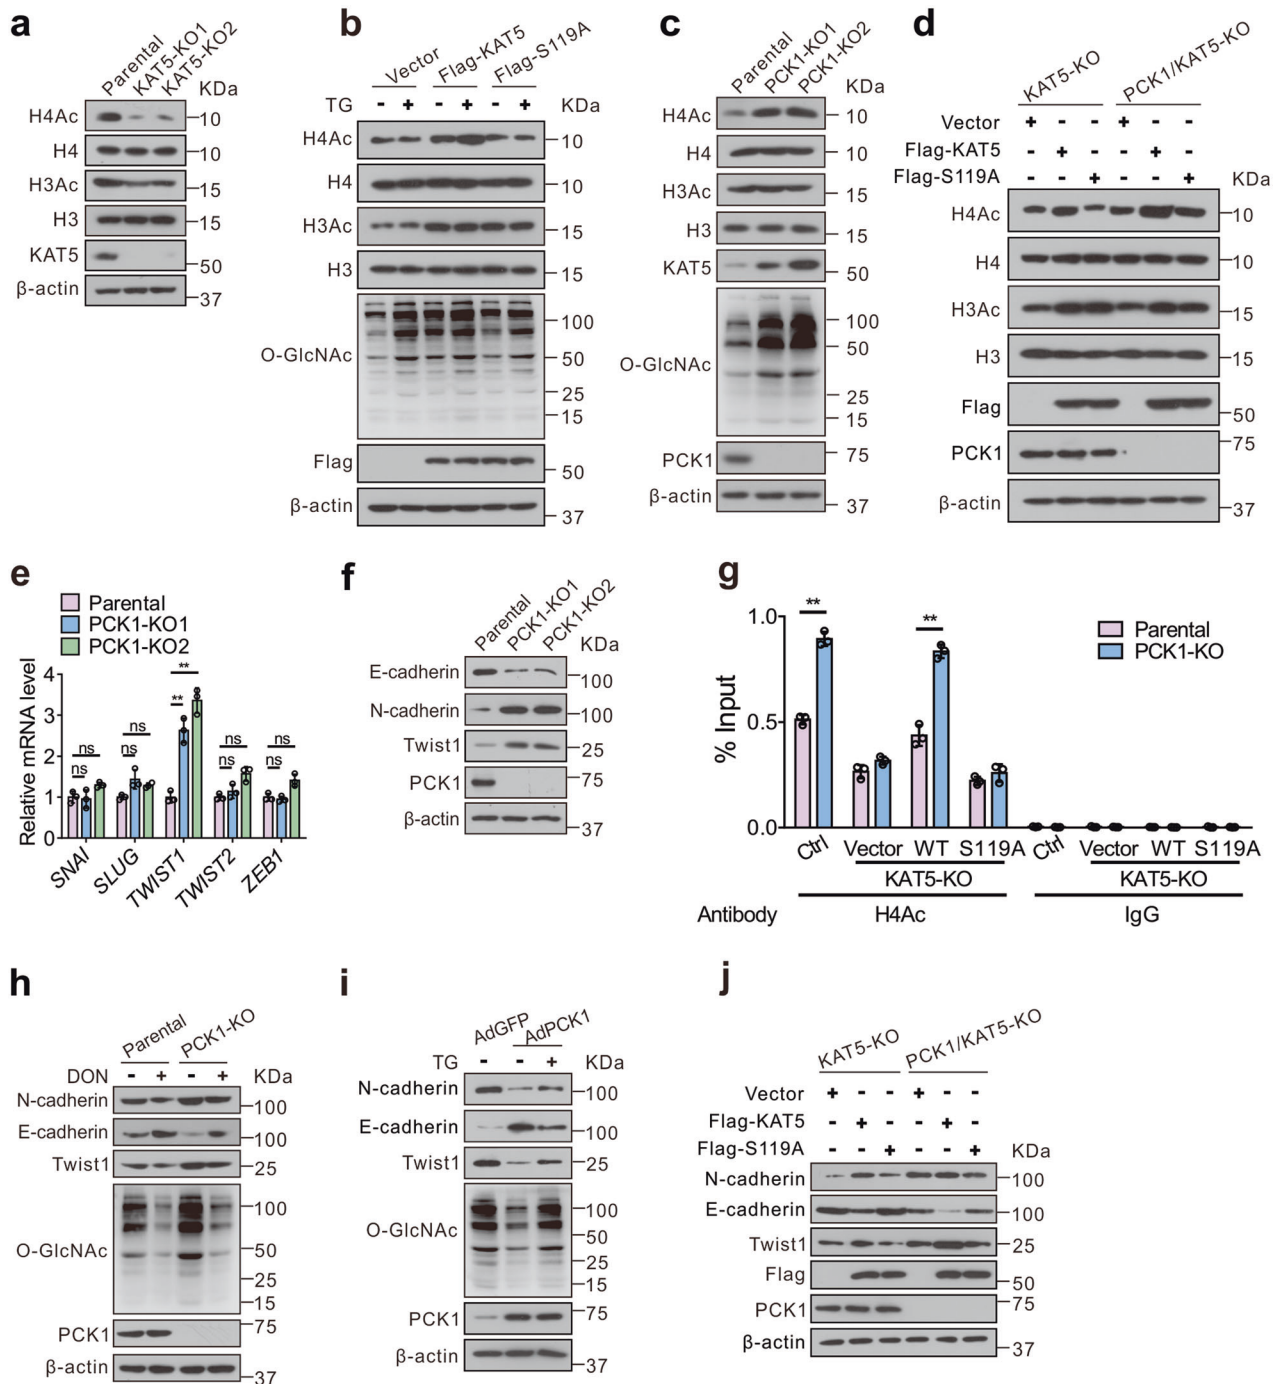 a
Parental
KAT5-KO1
KAT5-KO2
KDa
H4Ac
10
H4
10
H3Ac
15
H3
15
KAT5
50
β-actin
37
b
Vector
Flag-KAT5
Flag-S119A
TG - + - + - + KDa
H4Ac
10
H4
10
H3Ac
15
H3
15
O-GlcNAc
100
50
25
15
Flag
50
β-actin
37
c
Parental
PCK1-KO1
PCK1-KO2
KDa
H4Ac
10
H4
10
H3Ac
15
H3
15
KAT5
50
O-GlcNAc
100
50
25
15
PCK1
75
β-actin
37
d
KAT5-KO
PCK1/KAT5-KO
Vector + - - + - -
Flag-KAT5 - + - - + -
Flag-S119A - - + - - +
KDa
H4Ac
10
H4
10
H3Ac
15
H3
15
Flag
50
PCK1
75
β-actin
37
e
Parental
PCK1-KO1
PCK1-KO2
Relative mRNA level
4
3
2
1
0
ns
ns
ns
ns
**
**
ns
ns
ns
ns
SNAI
SLUG
TWIST1
TWIST2
ZEB1
f
Parental
PCK1-KO1
PCK1-KO2
KDa
E-cadherin
100
N-cadherin
100
Twist1
25
PCK1
75
β-actin
37
g
% Input
1.0
0.5
0.0
**
**
Parental
PCK1-KO
Ctrl
Vector WT S119A
KAT5-KO
Ctrl
Vector WT S119A
KAT5-KO
Antibody H4Ac IgG
h
Parental
PCK1-KO
DON - + - + KDa
N-cadherin
100
E-cadherin
100
Twist1
25
O-GlcNAc
100
50
25
15
PCK1
75
β-actin
37
i
AdGFP
AdPCK1
TG - - + KDa
N-cadherin
100
E-cadherin
100
Twist1
25
O-GlcNAc
100
50
25
15
PCK1
75
β-actin
37
j
KAT5-KO
PCK1/KAT5-KO
Vector + - - + - -
Flag-KAT5 - + - - + -
Flag-S119A - - + - - +
KDa
N-cadherin
100
E-cadherin
100
Twist1
25
Flag
50
PCK1
75
β-actin
37